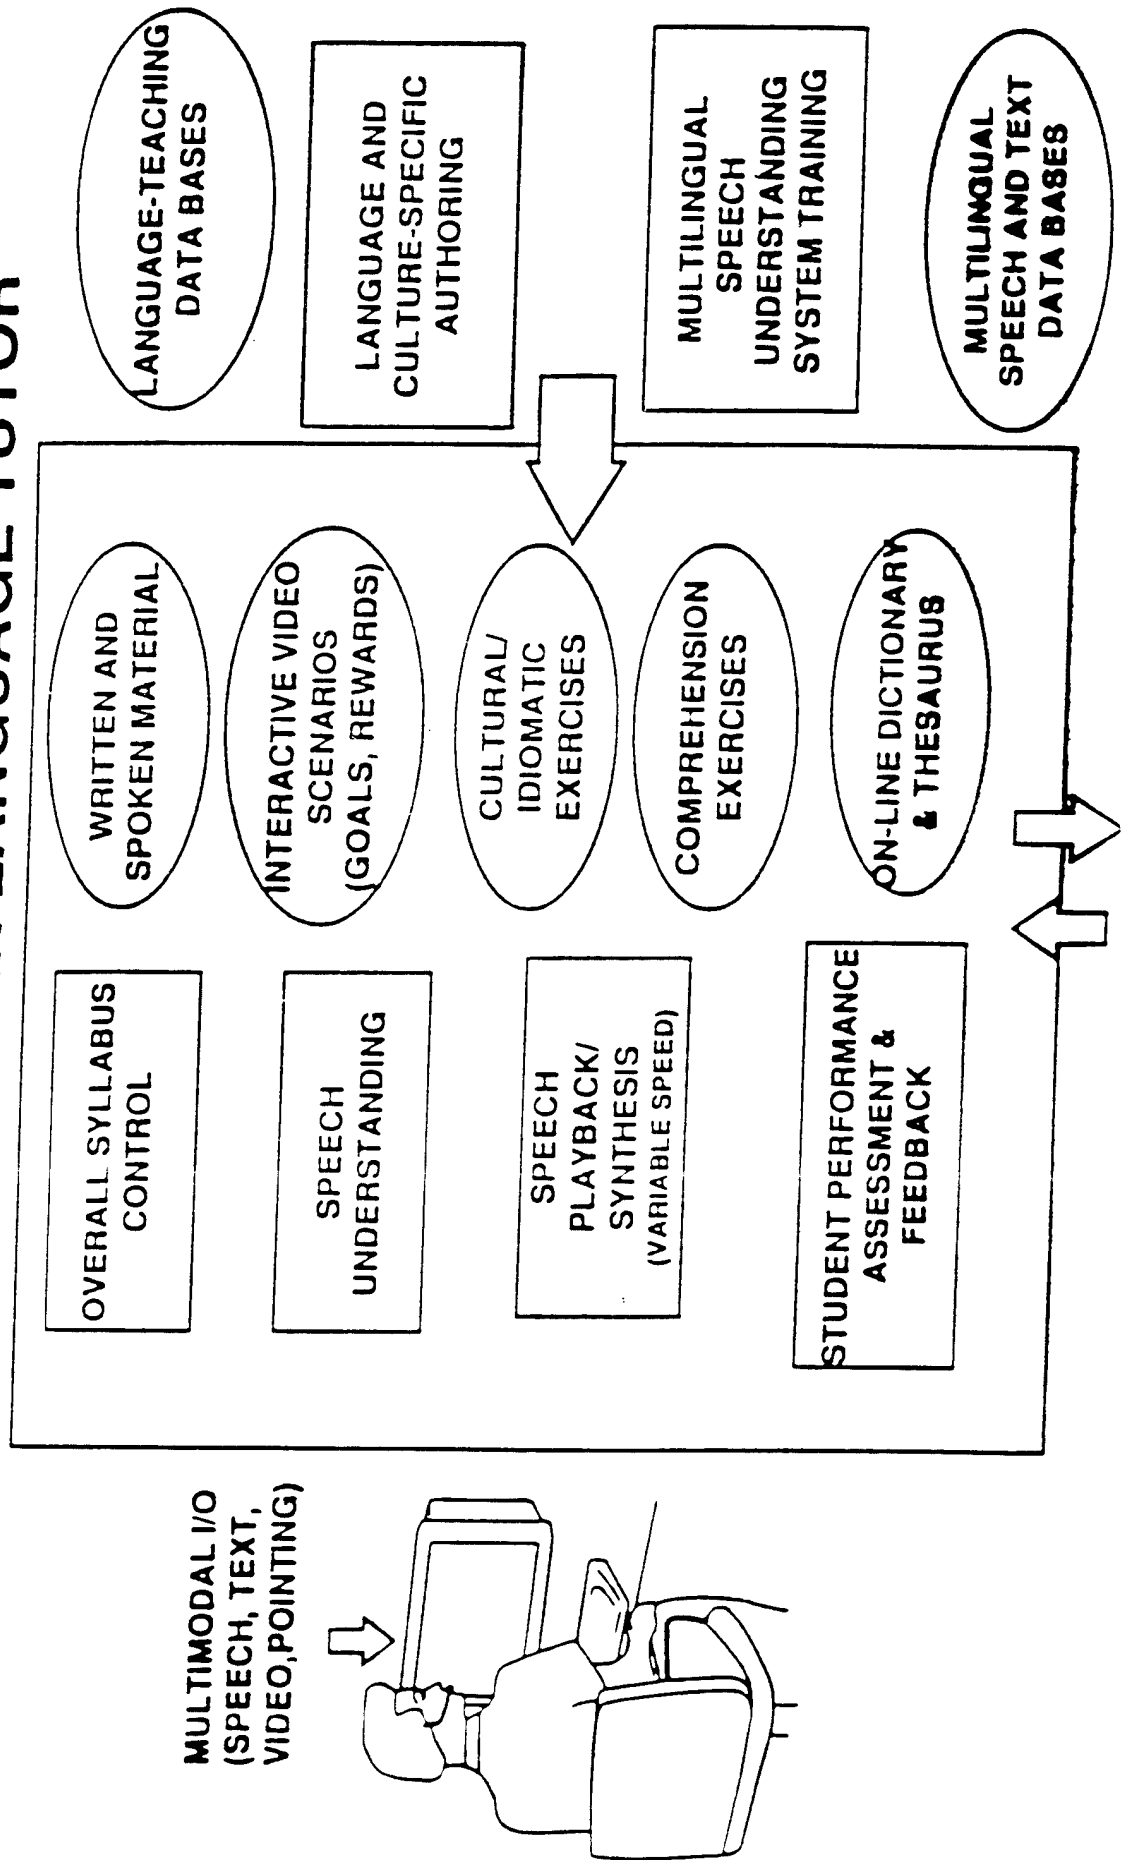 LANGUAGE TUTOR
MULTIMODAL I/O
(SPEECH, TEXT,
VIDEO,POINTING)
OVERALL SYLLABUS
CONTROL
SPEECH
UNDERSTANDING
SPEECH
PLAYBACK/
SYNTHESIS
(VARIABLE SPEED)
STUDENT PERFORMANCE
ASSESSMENT &
FEEDBACK
WRITTEN AND
SPOKEN MATERIAL
INTERACTIVE VIDEO
SCENARIOS
(GOALS, REWARDS)
CULTURAL/
IDIOMATIC
EXERCISES
COMPREHENSION
EXERCISES
ON-LINE DICTIONARY
& THESAURUS
LANGUAGE-TEACHING
DATA BASES
LANGUAGE AND
CULTURE-SPECIFIC
AUTHORING
MULTILINGUAL
SPEECH
UNDERSTANDING
SYSTEM TRAINING
MULTILINGUAL
SPEECH AND TEXT
DATA BASES